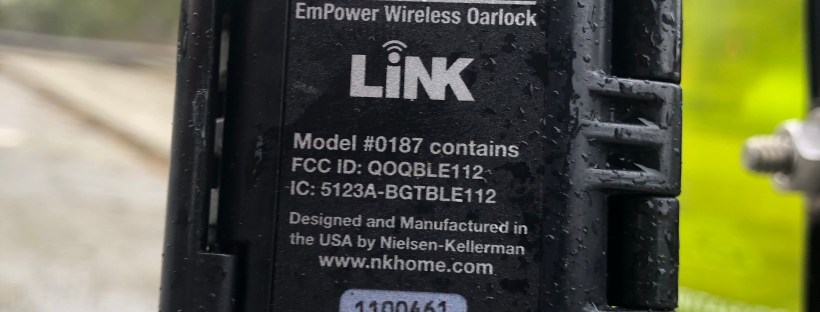 EmPower Wireless Oarlock
LiNK
Model #0187 contains
FCC ID: QOQBLE112
IC: 5123A-BGTBLE112
Designed and Manufactured in
the USA by Nielsen-Kellerman
www.nkhome.com
1100461